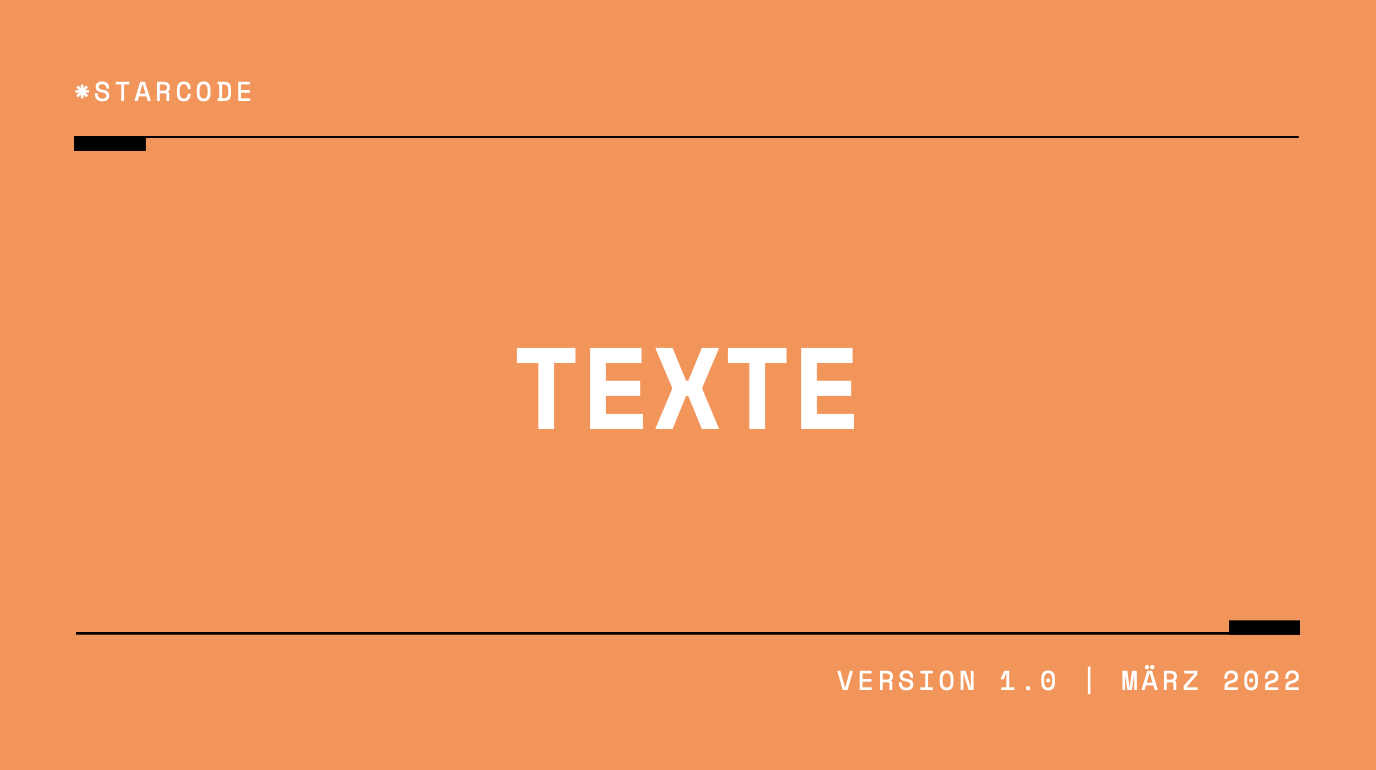 *STARCODE
TEXTE
VERSION 1.0 | MÄRZ 2022